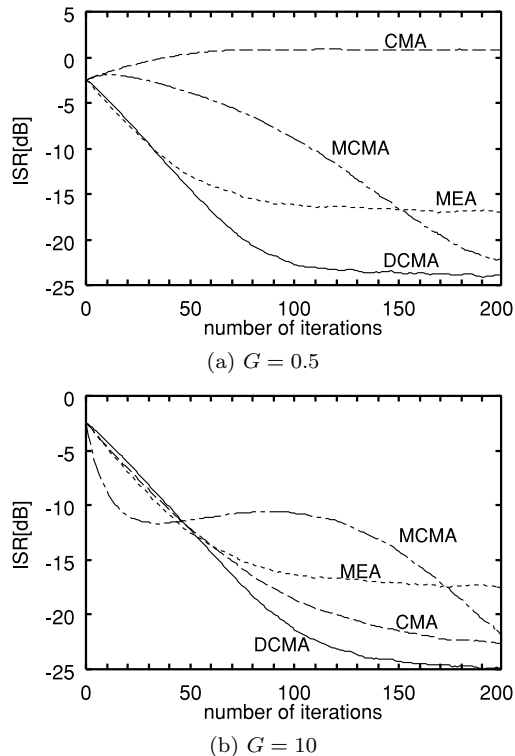 5
0
-5
-10
-15
-20
-25
ISR[dB]
CMA
MCMA
MEA
DCMA
0 50 100 150 200
number of iterations
(a) G = 0.5
0
-5
-10
-15
-20
-25
ISR[dB]
MCMA
MEA
CMA
DCMA
0 50 100 150 200
number of iterations
(b) G = 10